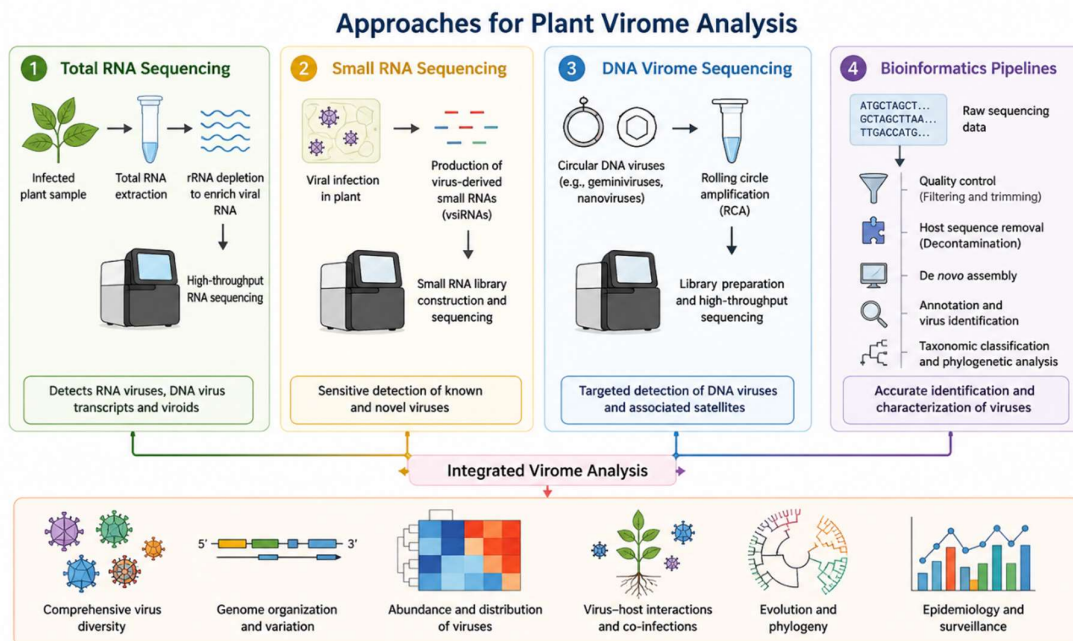 Approaches for Plant Virome Analysis
1 Total RNA Sequencing
Infected
plant sample
Total RNA
extraction
rRNA depletion
to enrich viral
RNA
High-throughput
RNA sequencing
Detects RNA viruses, DNA virus
transcripts and viroids
2 Small RNA Sequencing
Viral infection
in plant
Production of
virus-derived
small RNAs
(vsiRNAs)
Small RNA library
construction and
sequencing
Sensitive detection of known
and novel viruses
3 DNA Virome Sequencing
Circular DNA viruses
(e.g., geminiviruses,
nanoviruses)
Rolling circle
amplification
(RCA)
Library preparation
and high-throughput
sequencing
Targeted detection of DNA viruses
and associated satellites
4 Bioinformatics Pipelines
ATGCTAGCT...
GCTAGCTTAA...
TTGACCATG...
Raw sequencing
data
Quality control
(Filtering and trimming)
Host sequence removal
(Decontamination)
De novo assembly
Annotation and
virus identification
Taxonomic classification
and phylogenetic analysis
Accurate identification and
characterization of viruses
Integrated Virome Analysis
Comprehensive virus
diversity
5′ 3′
Genome organization
and variation
Abundance and distribution
of viruses
Virus–host interactions
and co-infections
Evolution and
phylogeny
Epidemiology and
surveillance